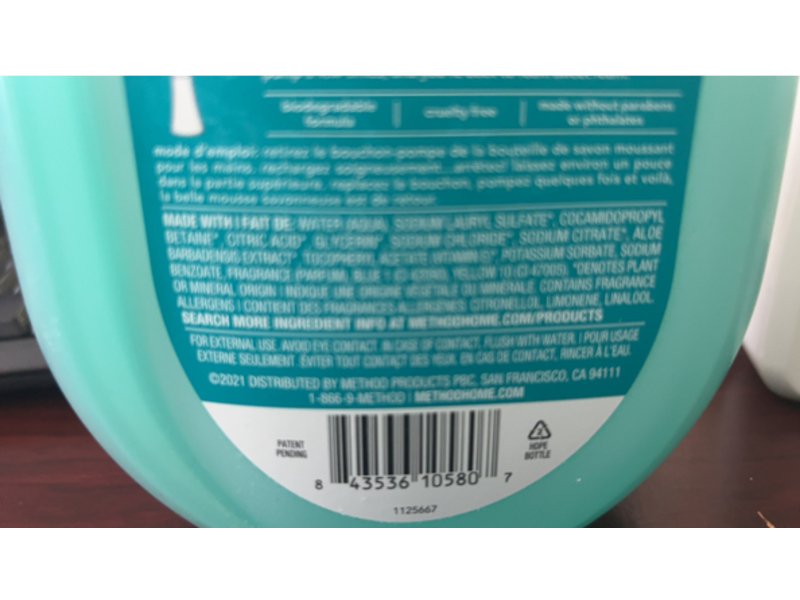 biodegradable
formula
cruelty free
made without parabens
or phthalates
mode d'emploi: retirez le bouchon-pompe de la bouteille de savon moussant
pour les mains, rechargez soigneusement... arrêtez! laissez environ un pouce
dans la partie supérieure, replacez le bouchon, pompez quelques fois et voilà,
la belle mousse savonneuse est de retour.
MADE WITH | FAIT DE: WATER (AQUA), SODIUM LAURYL SULFATE*, COCAMIDOPROPYL
BETAINE*, CITRIC ACID*, GLYCERIN*, SODIUM CHLORIDE*, SODIUM CITRATE*, ALOE
BARBADENSIS EXTRACT*, TOCOPHERYL ACETATE (VITAMIN E)*, POTASSIUM SORBATE, SODIUM
BENZOATE, FRAGRANCE (PARFUM), BLUE 1 (CI 42090), YELLOW 10 (CI 47005). *DENOTES PLANT
OR MINERAL ORIGIN | INDIQUE UNE ORIGINE VÉGÉTALE OU MINÉRALE. CONTAINS FRAGRANCE
ALLERGENS | CONTIENT DES FRAGRANCES ALLERGÈNES: CITRONELLOL, LIMONENE, LINALOOL.
SEARCH MORE INGREDIENT INFO AT METHODHOME.COM/PRODUCTS
FOR EXTERNAL USE. AVOID EYE CONTACT. IN CASE OF CONTACT, FLUSH WITH WATER. | POUR USAGE
EXTERNE SEULEMENT. ÉVITER TOUT CONTACT DES YEUX. EN CAS DE CONTACT, RINCER À L'EAU.
©2021 DISTRIBUTED BY METHOD PRODUCTS PBC, SAN FRANCISCO, CA 94111
1-866-9-METHOD | METHODHOME.COM
PATENT
PENDING
2
HDPE
BOTTLE
8 43536 10580 7
1125667